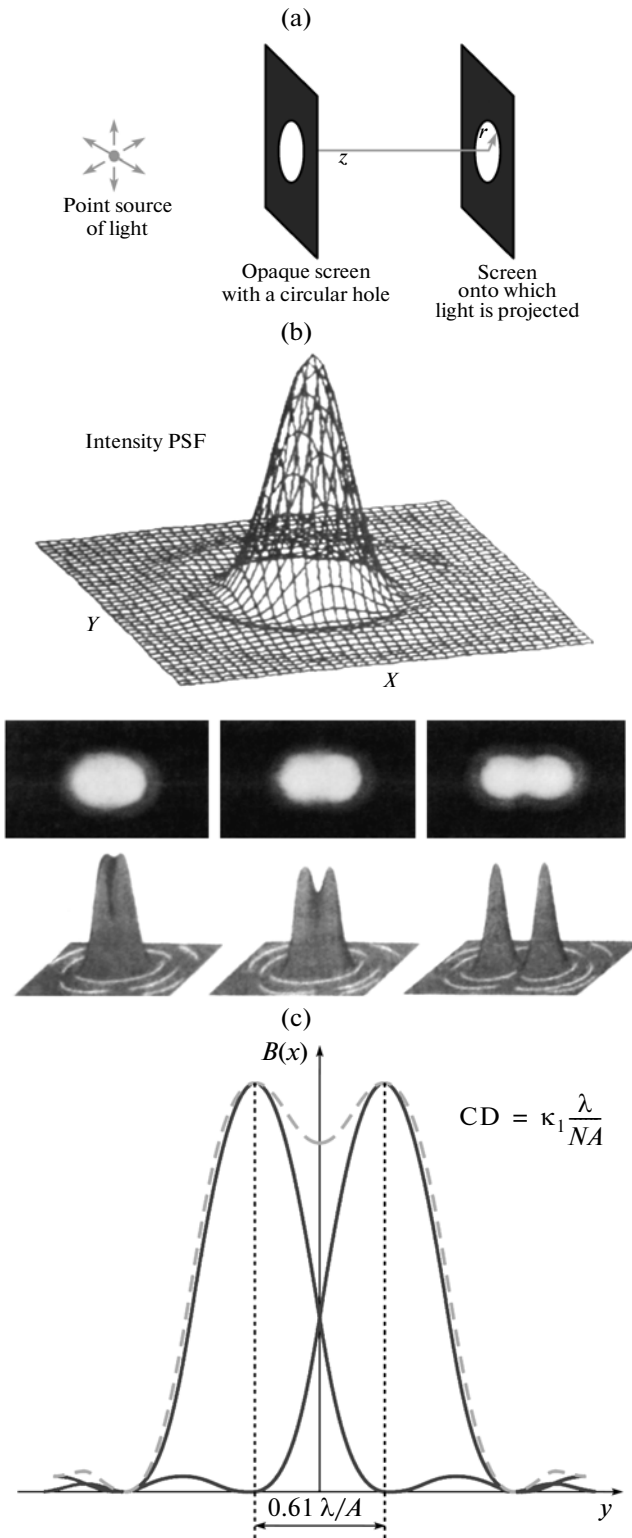 (a)
r
z
Point source
of light
Opaque screen
with a circular hole
Screen
onto which
light is projected
(b)
Intensity PSF
Y
X
(c)
B(x)
CD = κ₁ λ/NA
0.61 λ/A
y